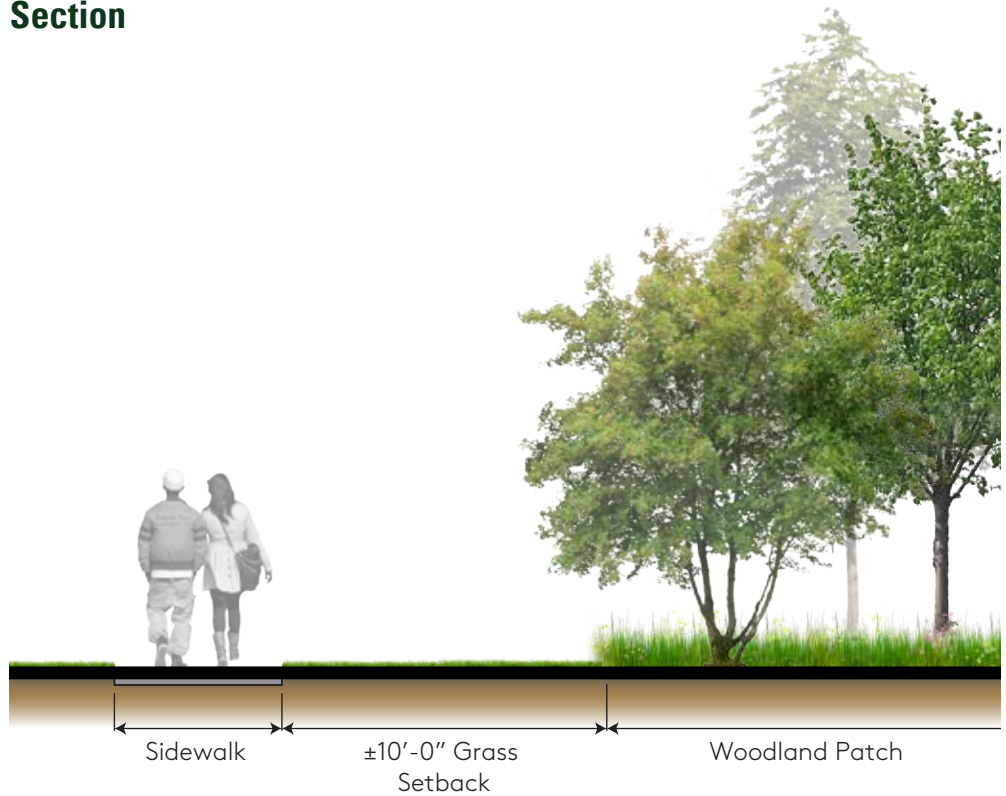 Section
Sidewalk
±10’-0” Grass
Setback
Woodland Patch